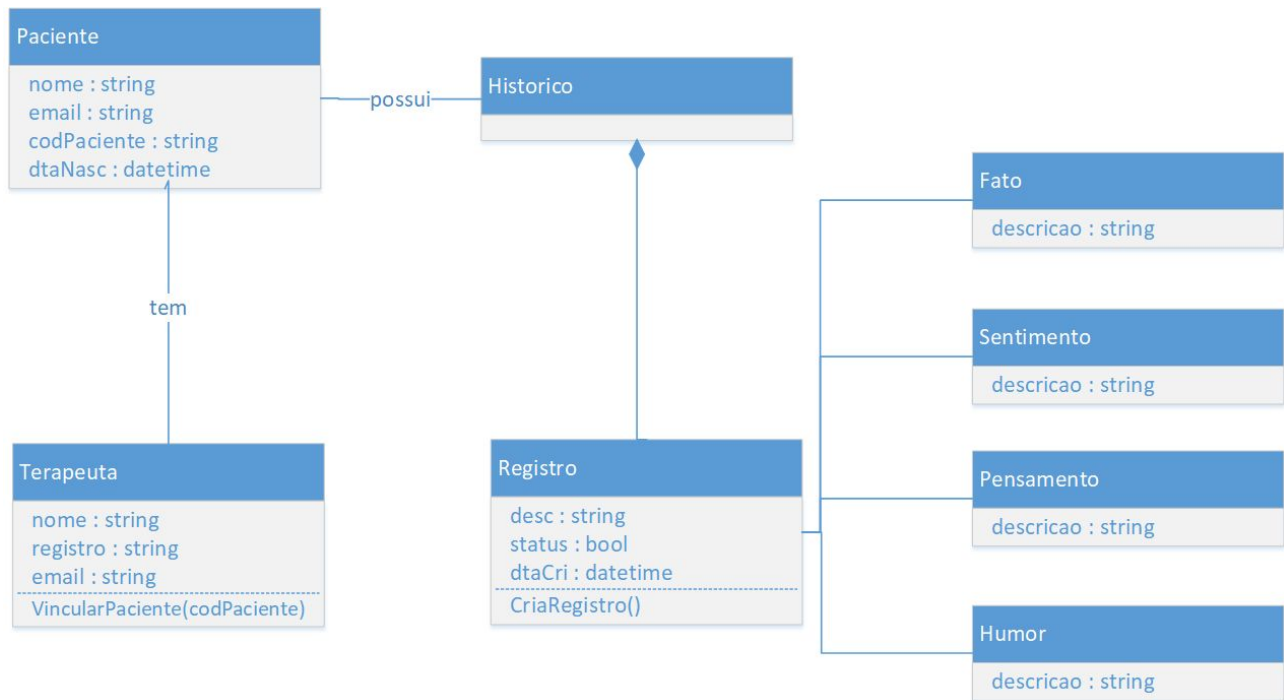 Paciente
nome : string
email : string
codPaciente : string
dtaNasc : datetime
possui
Historico
tem
Terapeuta
nome : string
registro : string
email : string
VincularPaciente(codPaciente)
Registro
desc : string
status : bool
dtaCri : datetime
CriaRegistro()
Fato
descricao : string
Sentimento
descricao : string
Pensamento
descricao : string
Humor
descricao : string